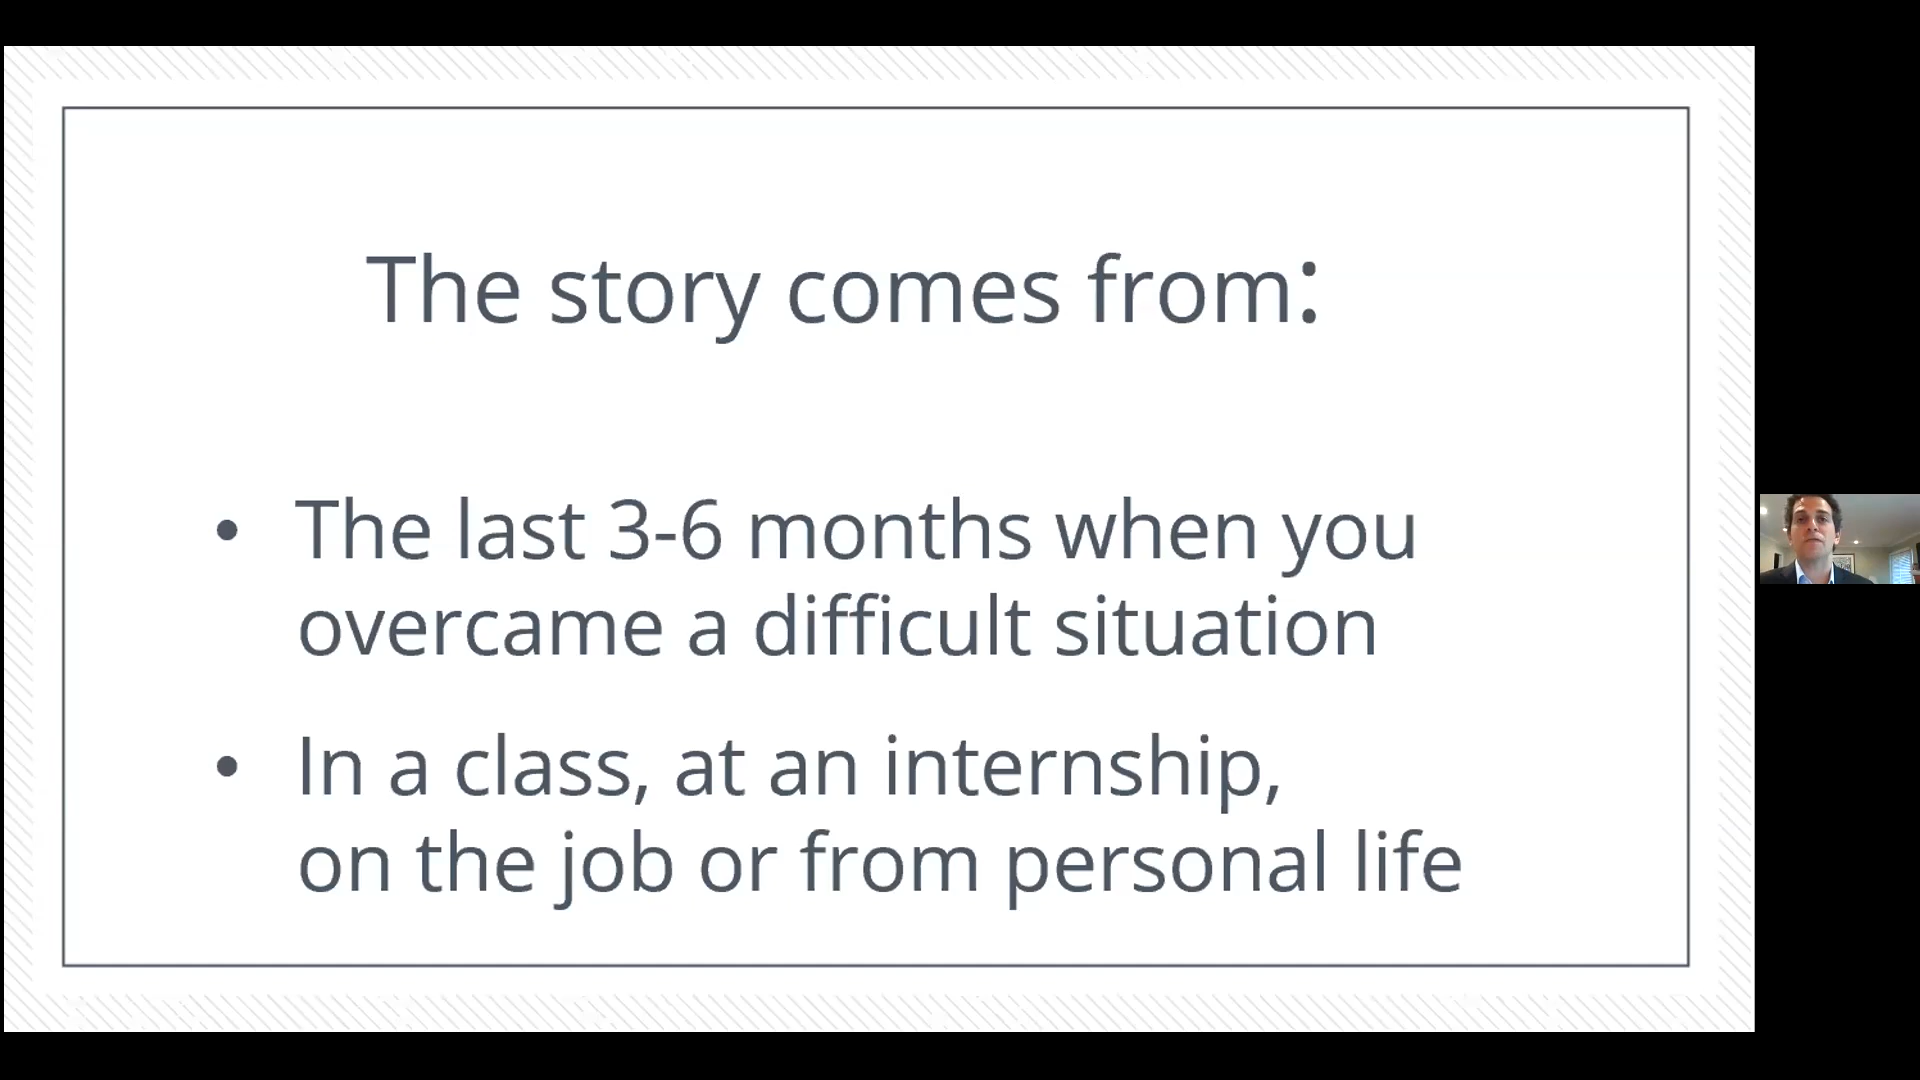 The story comes from:
• The last 3-6 months when you
overcame a difficult situation
• In a class, at an internship,
on the job or from personal life